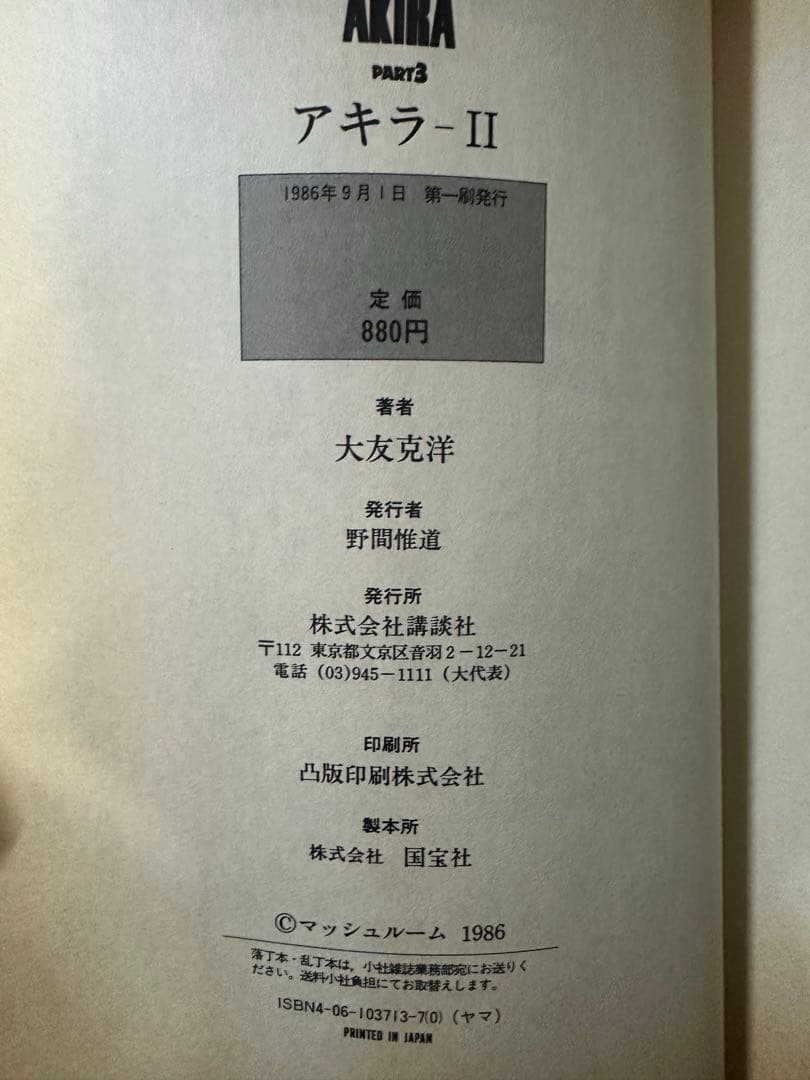 AKIRA
PART3
アキラ-II
1986年9月1日 第一刷発行
定価
880円
著者
大友克洋
発行者
野間惟道
発行所
株式会社講談社
〒112 東京都文京区音羽2-12-21
電話 (03)945-1111(大代表)
印刷所
凸版印刷株式会社
製本所
株式会社 国宝社
©マッシュルーム 1986
落丁本・乱丁本は、小社雑誌業務部宛にお送りく
ださい。送料小社負担にてお取替えします。
ISBN4-06-103713-7(0)(ヤマ)
PRINTED IN JAPAN